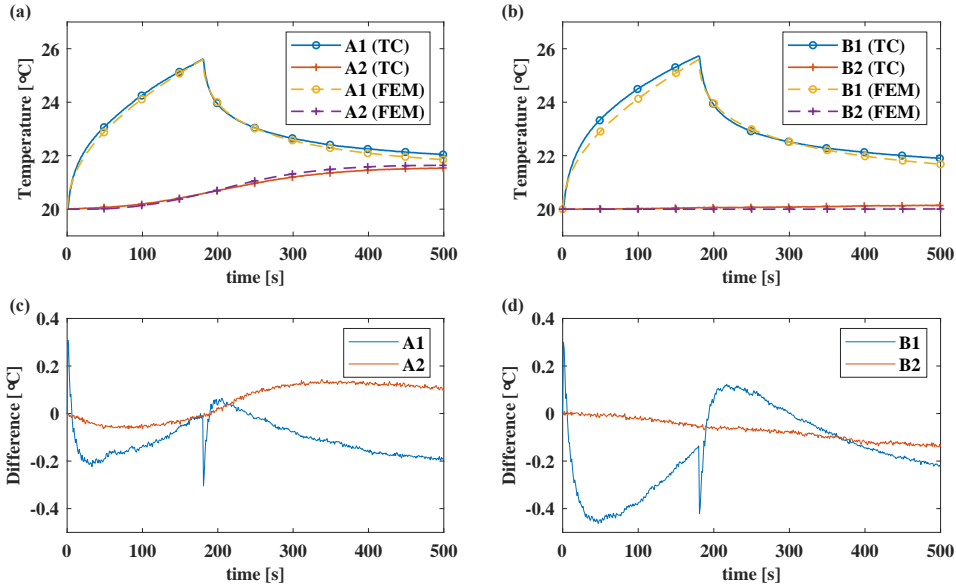 (a)
26
24
22
20
Temperature [°C]
A1 (TC)
A2 (TC)
A1 (FEM)
A2 (FEM)
0 100 200 300 400 500
time [s]
(b)
26
24
22
20
Temperature [°C]
B1 (TC)
B2 (TC)
B1 (FEM)
B2 (FEM)
0 100 200 300 400 500
time [s]
(c)
0.4
0.2
0
-0.2
-0.4
Difference [°C]
A1
A2
0 100 200 300 400 500
time [s]
(d)
0.4
0.2
0
-0.2
-0.4
Difference [°C]
B1
B2
0 100 200 300 400 500
time [s]